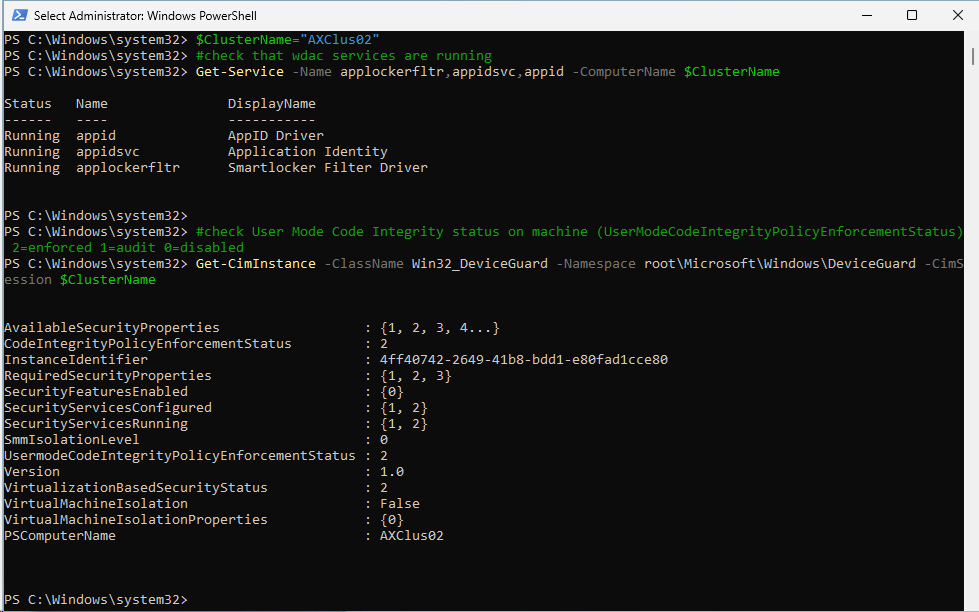 Select Administrator: Windows PowerShell
PS C:\Windows\system32> $ClusterName="AXClus02"
PS C:\Windows\system32> #check that wdac services are running
PS C:\Windows\system32> Get-Service -Name applockerfltr,appidsvc,appid -ComputerName $ClusterName
Status   Name               DisplayName
------   ----               -----------
Running  appid              AppID Driver
Running  appidsvc           Application Identity
Running  applockerfltr      Smartlocker Filter Driver
PS C:\Windows\system32>
PS C:\Windows\system32> #check User Mode Code Integrity status on machine (UserModeCodeIntegrityPolicyEnforcementStatus)
 2=enforced 1=audit 0=disabled
PS C:\Windows\system32> Get-CimInstance -ClassName Win32_DeviceGuard -Namespace root\Microsoft\Windows\DeviceGuard -CimS
ession $ClusterName
AvailableSecurityProperties                  : {1, 2, 3, 4...}
CodeIntegrityPolicyEnforcementStatus         : 2
InstanceIdentifier                           : 4ff40742-2649-41b8-bdd1-e80fad1cce80
RequiredSecurityProperties                   : {1, 2, 3}
SecurityFeaturesEnabled                      : {0}
SecurityServicesConfigured                   : {1, 2}
SecurityServicesRunning                      : {1, 2}
SmmIsolationLevel                            : 0
UsermodeCodeIntegrityPolicyEnforcementStatus : 2
Version                                      : 1.0
VirtualizationBasedSecurityStatus            : 2
VirtualMachineIsolation                      : False
VirtualMachineIsolationProperties            : {0}
PSComputerName                               : AXClus02
PS C:\Windows\system32>